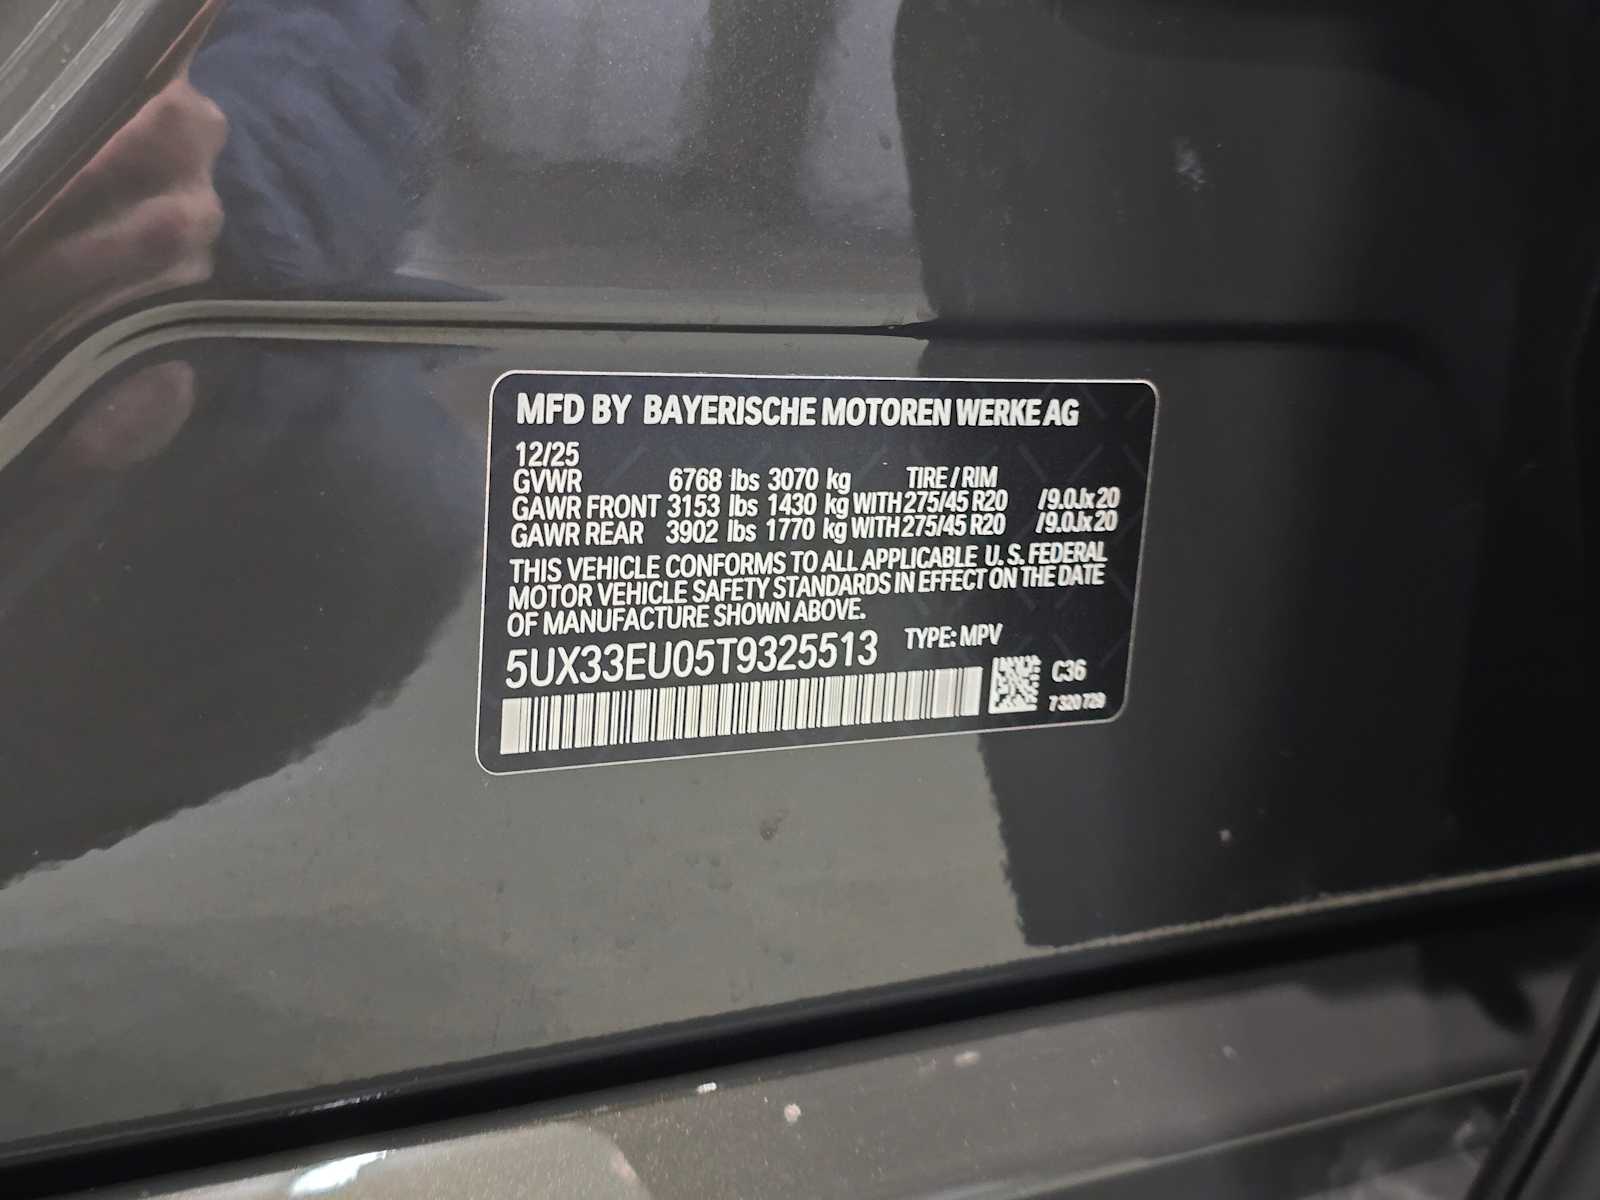 MFD BY BAYERISCHE MOTOREN WERKE AG
12/25
GVWR 6768 lbs 3070 kg TIRE / RIM
GAWR FRONT 3153 lbs 1430 kg WITH 275/45 R20 /9.0Jx20
GAWR REAR 3902 lbs 1770 kg WITH 275/45 R20 /9.0Jx20
THIS VEHICLE CONFORMS TO ALL APPLICABLE U.S. FEDERAL
MOTOR VEHICLE SAFETY STANDARDS IN EFFECT ON THE DATE
OF MANUFACTURE SHOWN ABOVE.
5UX33EU05T9325513 TYPE: MPV
C36
7320729